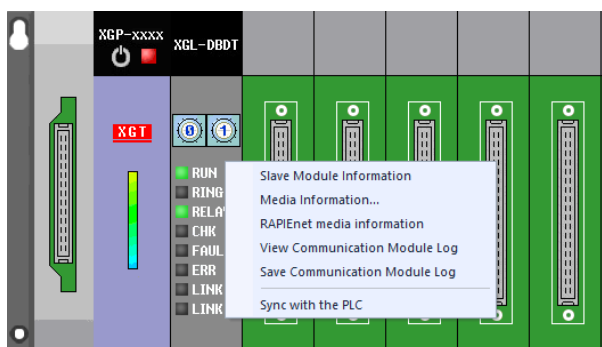 XGP-xxxx
XGL-DBDT
XGT
0 1
RUN
RING
RELA
CHK
FAUL
ERR
LINK
LINK
Slave Module Information
Media Information...
RAPIEnet media information
View Communication Module Log
Save Communication Module Log
Sync with the PLC